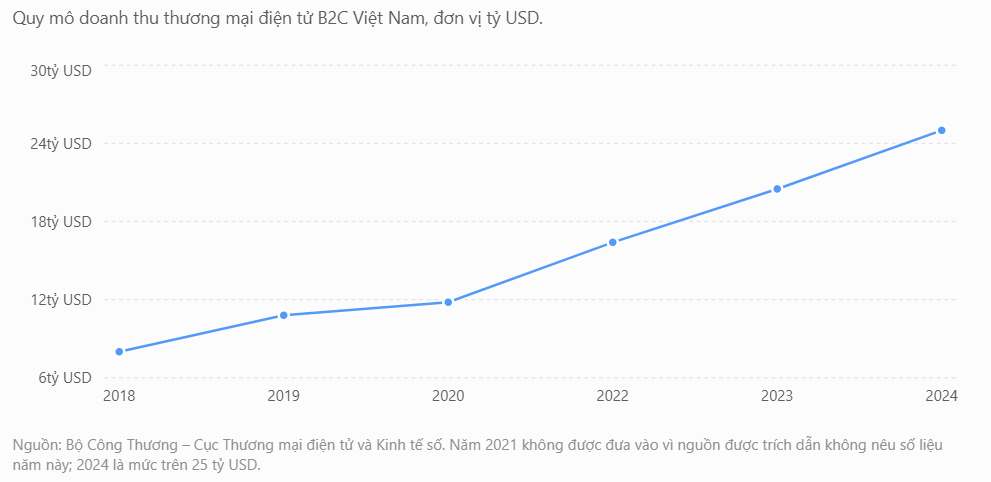 Quy mô doanh thu thương mại điện tử B2C Việt Nam, đơn vị tỷ USD.
30tỷ USD
24tỷ USD
18tỷ USD
12tỷ USD
6tỷ USD
2018 2019 2020 2022 2023 2024
Nguồn: Bộ Công Thương – Cục Thương mại điện tử và Kinh tế số. Năm 2021 không được đưa vào vì nguồn được trích dẫn không nêu số liệu
năm này; 2024 là mức trên 25 tỷ USD.